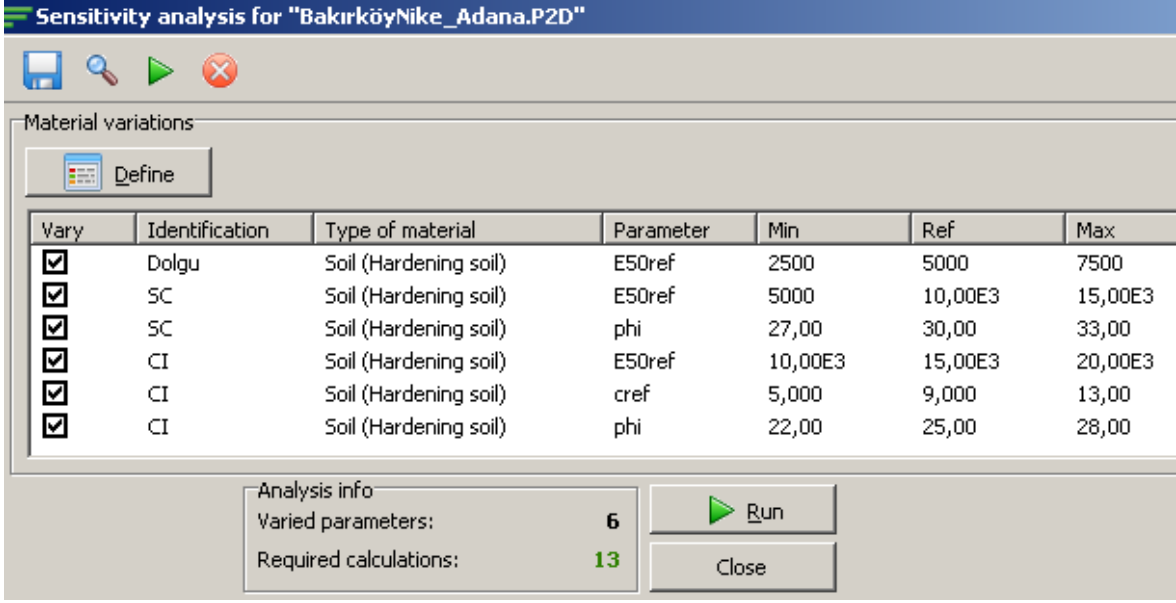 Sensitivity analysis for "BakırköyNike_Adana.P2D"
Material variations
Define
Vary Identification Type of material Parameter Min Ref Max
Dolgu Soil (Hardening soil) E50ref 2500 5000 7500
SC Soil (Hardening soil) E50ref 5000 10,00E3 15,00E3
SC Soil (Hardening soil) phi 27,00 30,00 33,00
CI Soil (Hardening soil) E50ref 10,00E3 15,00E3 20,00E3
CI Soil (Hardening soil) cref 5,000 9,000 13,00
CI Soil (Hardening soil) phi 22,00 25,00 28,00
Analysis info
Varied parameters: 6
Required calculations: 13
Run
Close